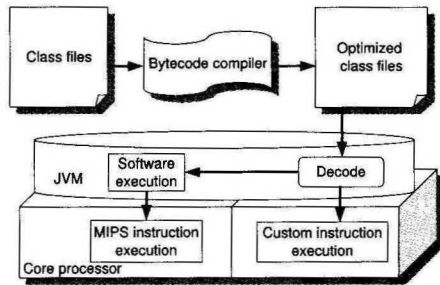 Class files
Bytecode compiler
Optimized
class files
JVM
Software
execution
Decode
MIPS instruction
execution
Custom instruction
execution
Core processor